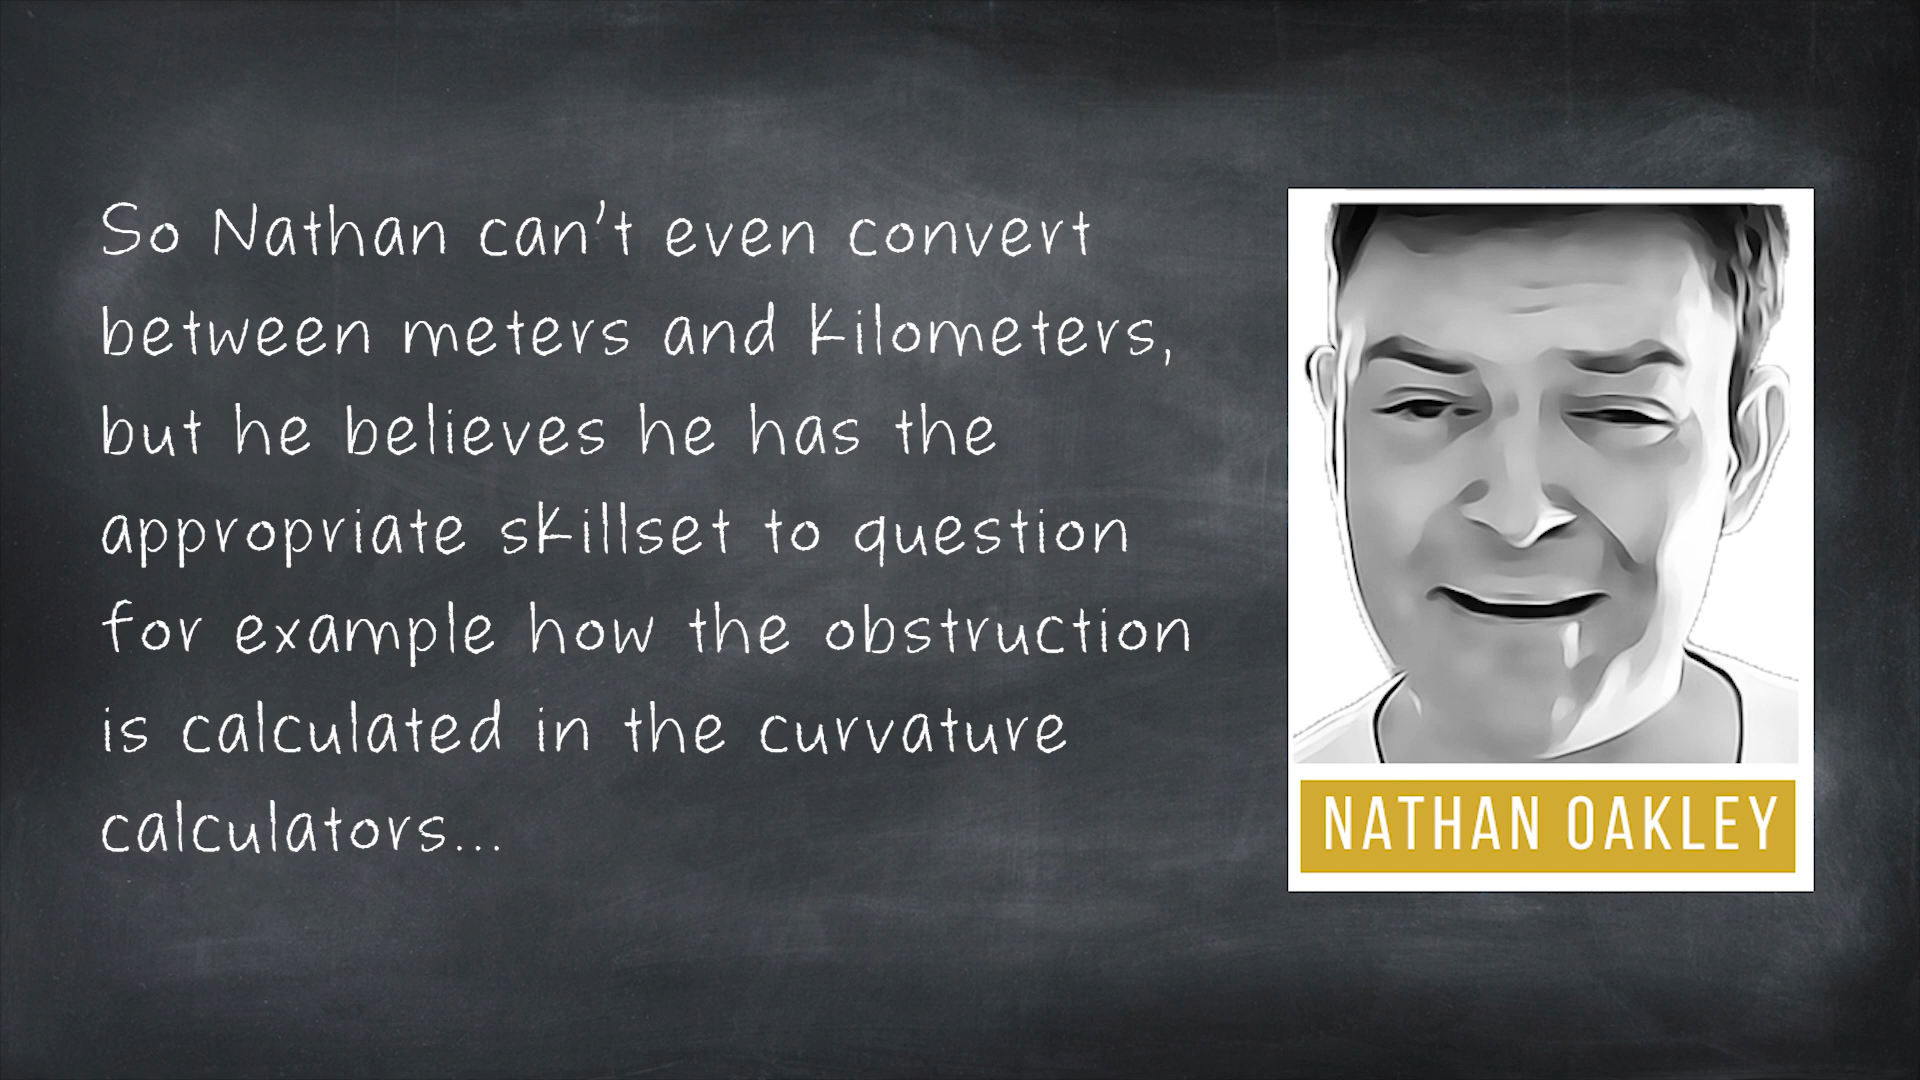 So Nathan can't even convert
between meters and kilometers,
but he believes he has the
appropriate skillset to question
for example how the obstruction
is calculated in the curvature
calculators...
NATHAN OAKLEY